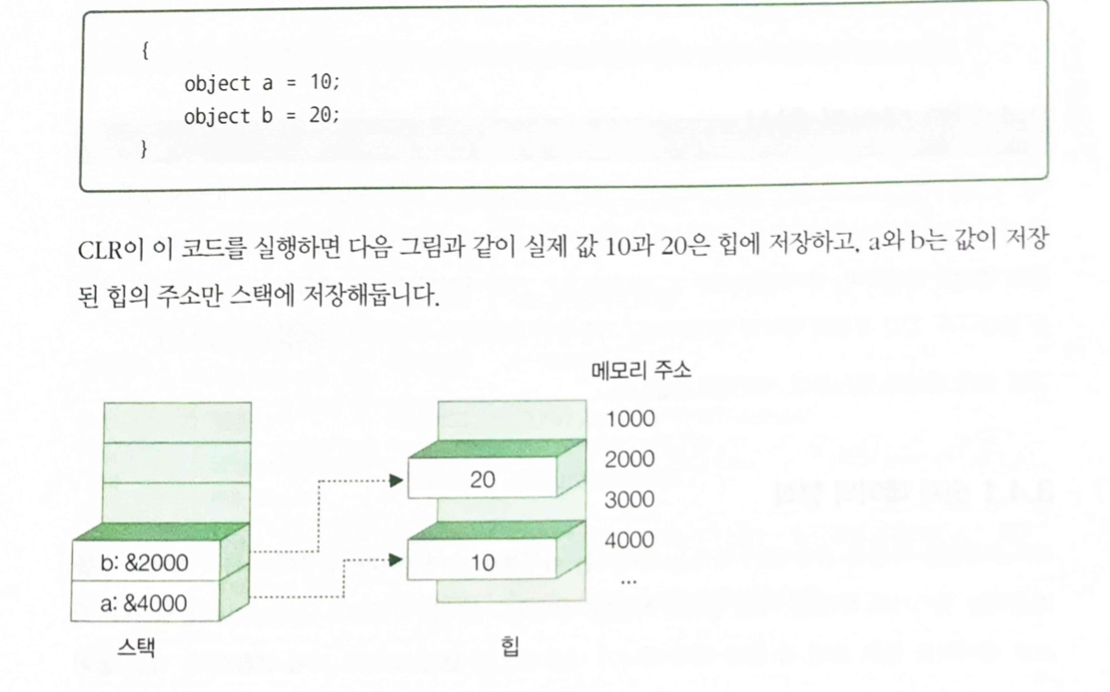 {
object a = 10;
object b = 20;
}
CLR이 이 코드를 실행하면 다음 그림과 같이 실제 값 10과 20은 힙에 저장하고, a와 b는 값이 저장
된 힙의 주소만 스택에 저장해둡니다.
메모리 주소
1000
2000
20
3000
4000
b: &2000
10
a: &4000
...
스택
힙